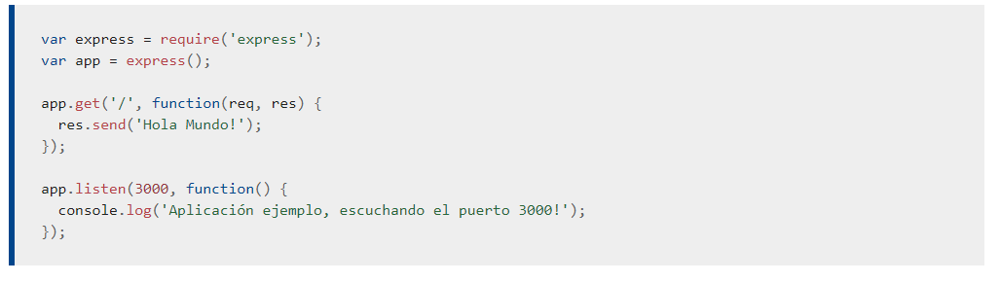 var express = require('express');
var app = express();

app.get('/', function(req, res) {
  res.send('Hola Mundo!');
});

app.listen(3000, function() {
  console.log('Aplicación ejemplo, escuchando el puerto 3000!');
});